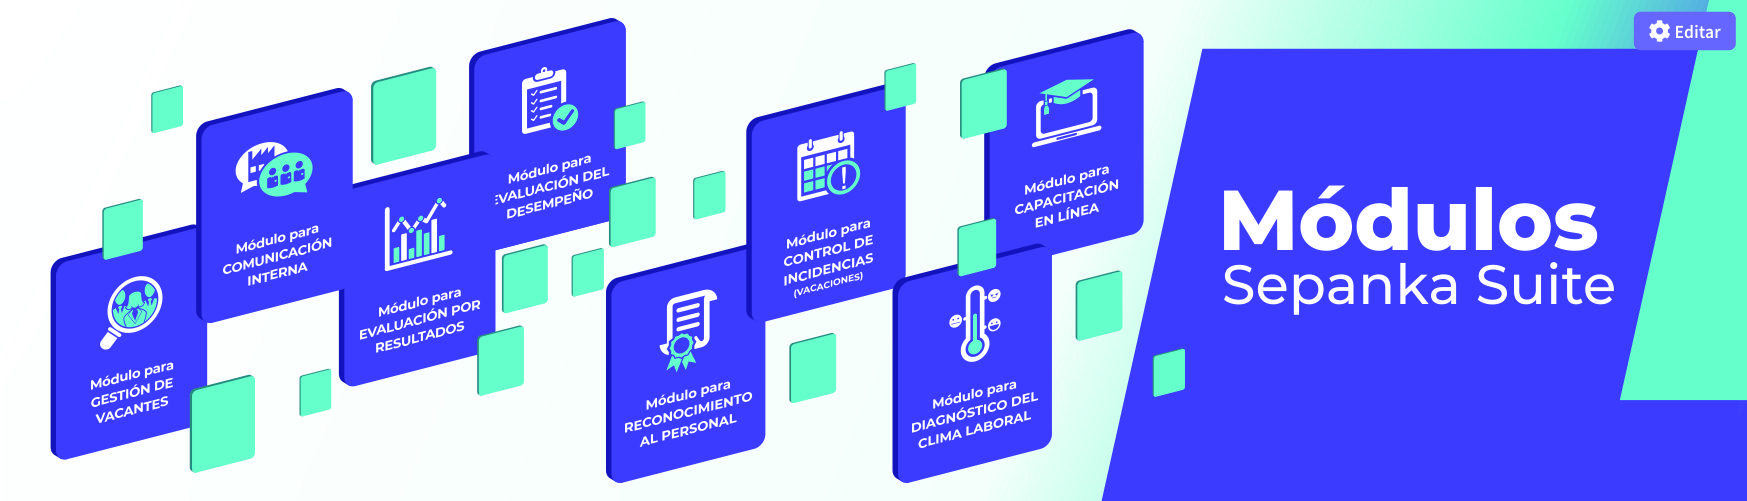 Módulo para
GESTIÓN DE
VACANTES
Módulo para
COMUNICACIÓN
INTERNA
Módulo para
EVALUACIÓN POR
RESULTADOS
Módulo para
EVALUACIÓN DEL
DESEMPEÑO
Módulo para
RECONOCIMIENTO
AL PERSONAL
Módulo para
CONTROL DE
INCIDENCIAS
(VACACIONES)
Módulo para
DIAGNÓSTICO DEL
CLIMA LABORAL
Módulo para
CAPACITACIÓN
EN LÍNEA
Editar
Módulos
Sepanka Suite